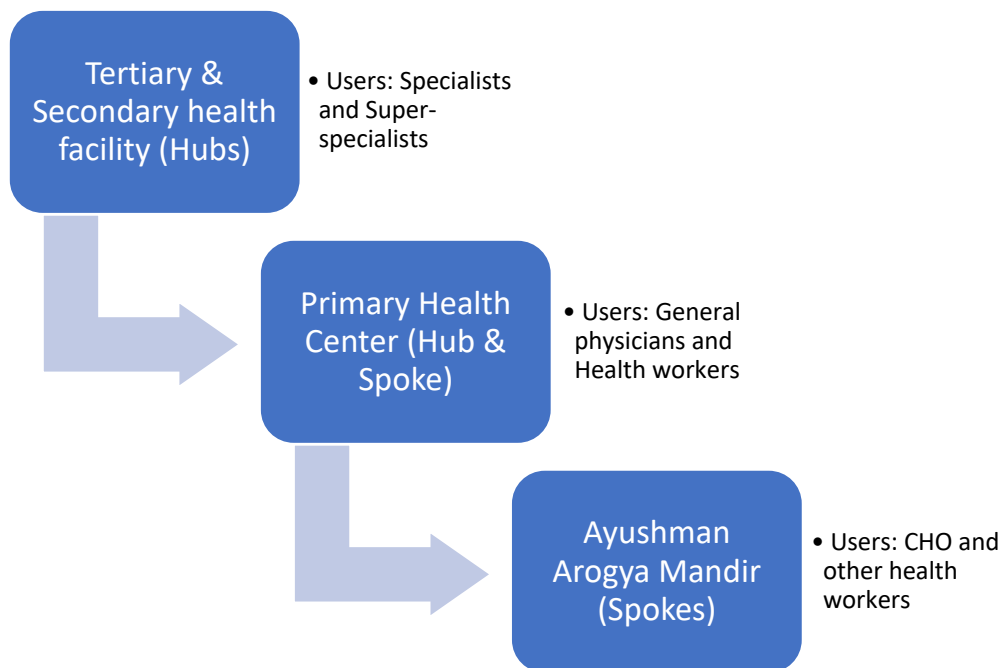 Tertiary &
Secondary health
facility (Hubs)
• Users: Specialists
and Super-
specialists
Primary Health
Center (Hub &
Spoke)
• Users: General
physicians and
Health workers
Ayushman
Arogya Mandir
(Spokes)
• Users: CHO and
other health
workers